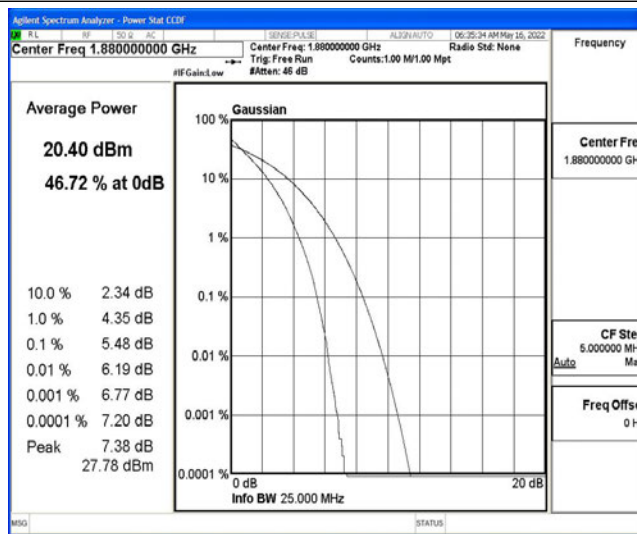 Agilent Spectrum Analyzer - Power Stat CCDF
RL RF 50 Ω AC SENSE:PULSE ALIGN AUTO 06:35:34 AM May 16, 2022
Center Freq 1.880000000 GHz
Center Freq: 1.880000000 GHz Radio Std: None
Trig: Free Run Counts:1.00 M/1.00 Mpt
#IFGain:Low #Atten: 46 dB
Frequency
Average Power
20.40 dBm
46.72 % at 0dB
10.0 % 2.34 dB
1.0 % 4.35 dB
0.1 % 5.48 dB
0.01 % 6.19 dB
0.001 % 6.77 dB
0.0001 % 7.20 dB
Peak 7.38 dB
27.78 dBm
Gaussian
100 %
10 %
1 %
0.1 %
0.01 %
0.001 %
0.0001 %
0 dB 20 dB
Info BW 25.000 MHz
Center Fre
1.880000000 GH
CF Ste
5.000000 MH
Auto Ma
Freq Offse
0 H
MSG STATUS